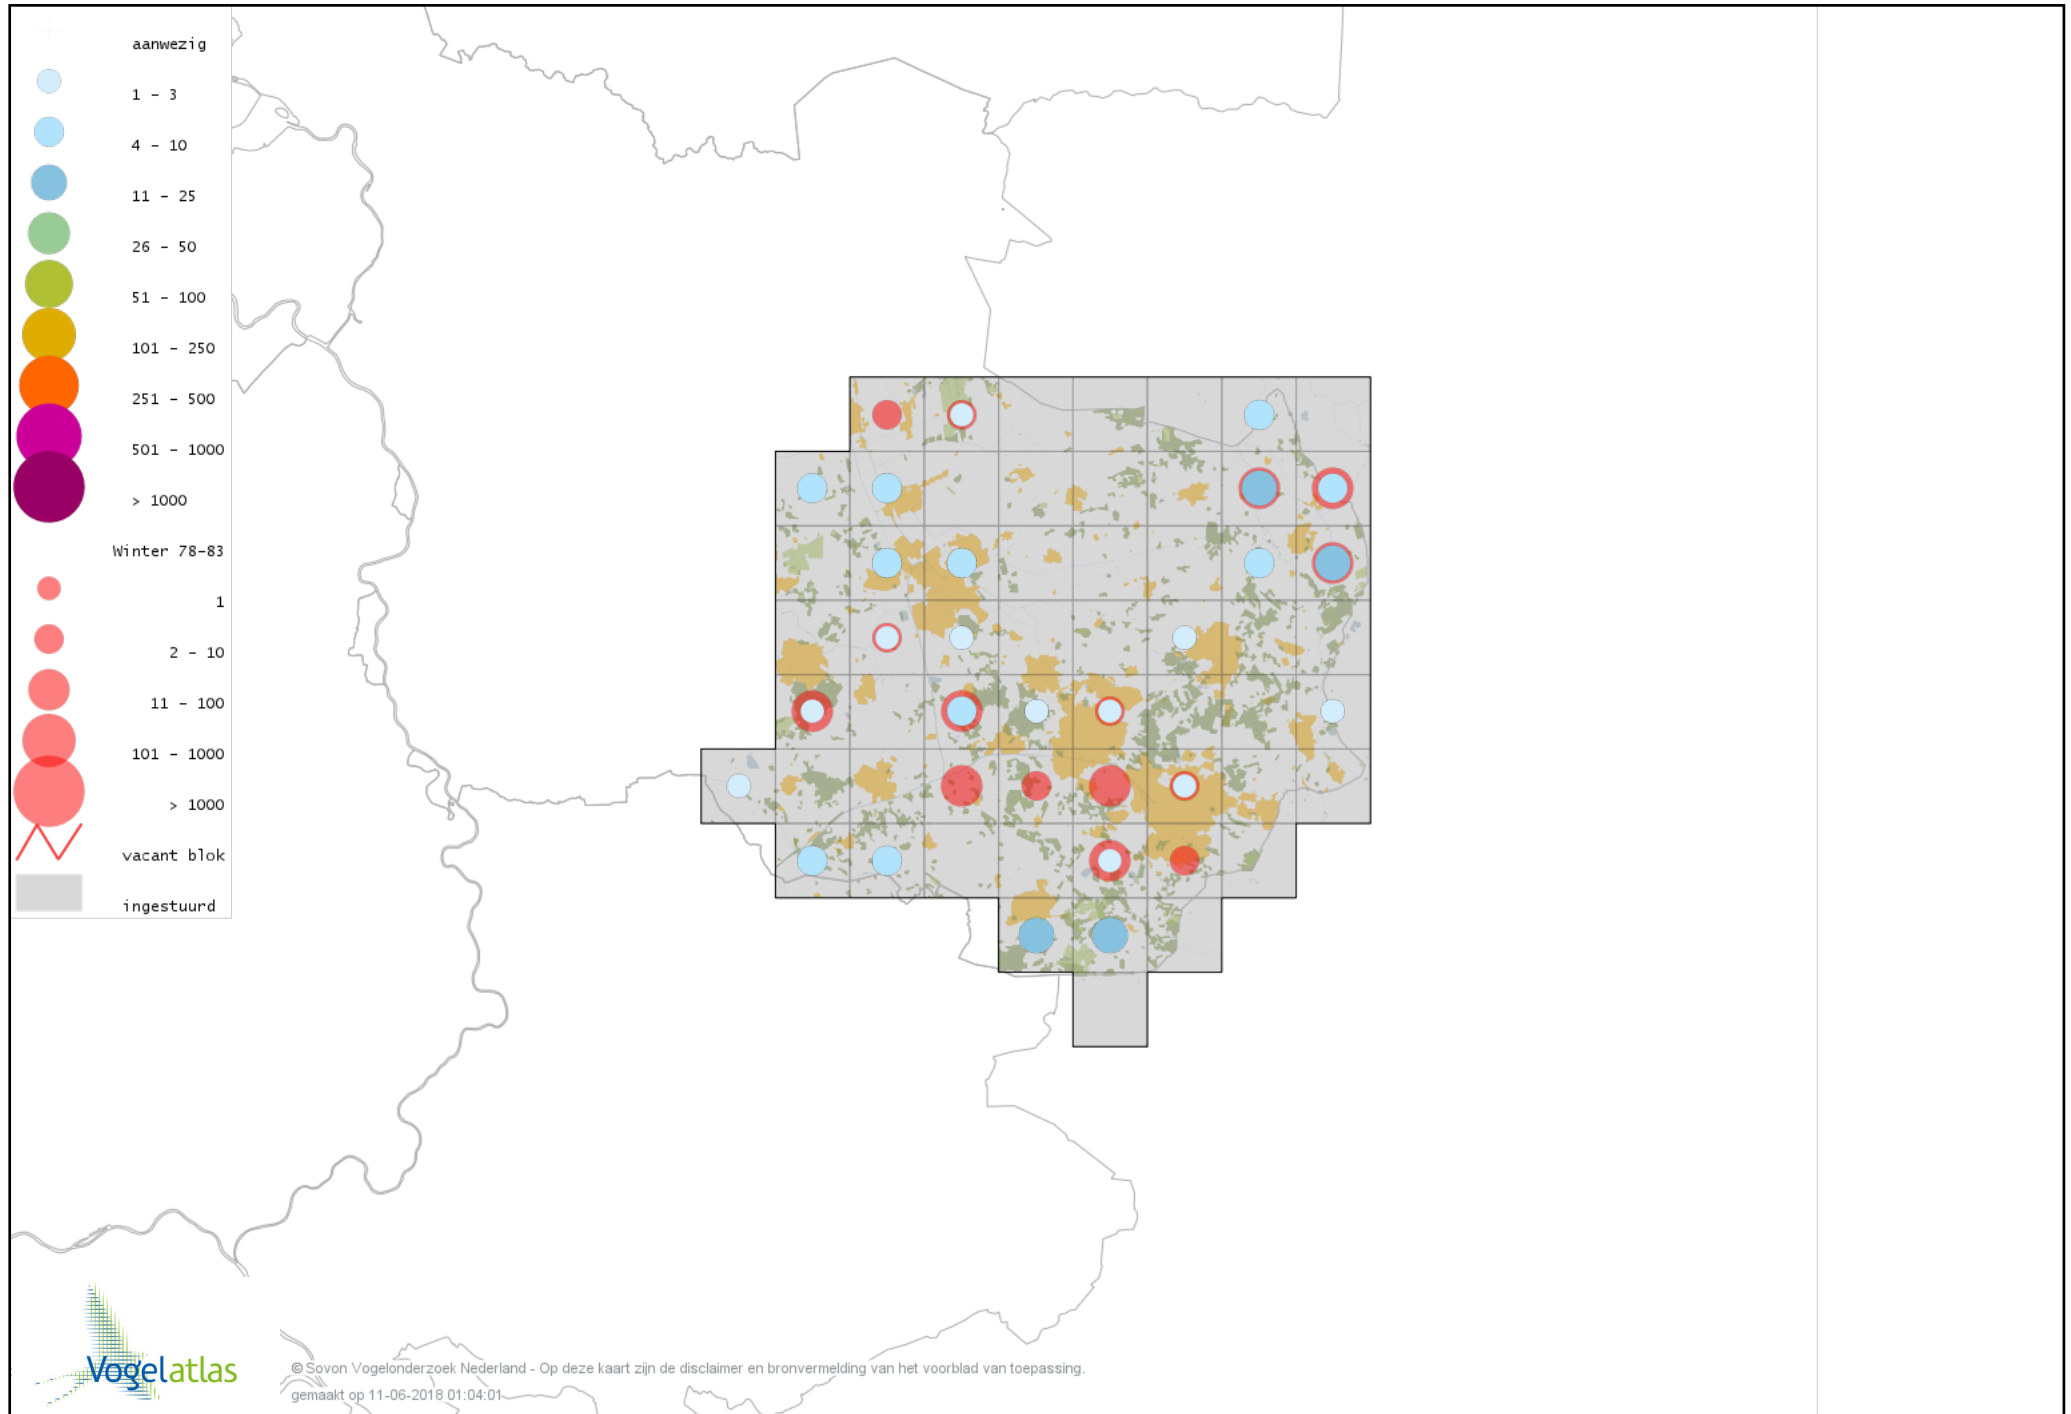 aanwezig
1 - 3
4 - 10
11 - 25
26 - 50
51 - 100
101 - 250
251 - 500
501 - 1000
> 1000
Winter 78-83
1
2 - 10
11 - 100
101 - 1000
> 1000
vacant blok
ingestuurd
Vogelatlas
© Sovon Vogelonderzoek Nederland - Op deze kaart zijn de disclaimer en bronvermelding van het voorblad van toepassing.
gemaakt op 11-06-2018 01:04:01